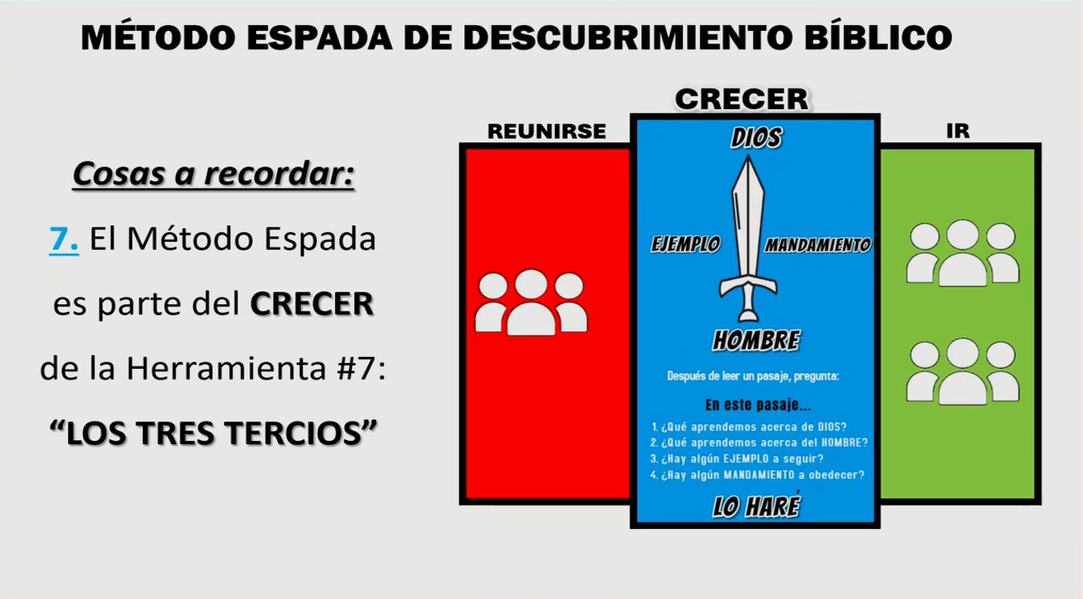 MÉTODO ESPADA DE DESCUBRIMIENTO BÍBLICO
Cosas a recordar:
7. El Método Espada
es parte del CRECER
de la Herramienta #7:
“LOS TRES TERCIOS”
REUNIRSE
CRECER
IR
DIOS
EJEMPLO
MANDAMIENTO
HOMBRE
Después de leer un pasaje, pregunta:
En este pasaje...
1. ¿Qué aprendemos acerca de DIOS?
2. ¿Qué aprendemos acerca del HOMBRE?
3. ¿Hay algún EJEMPLO a seguir?
4. ¿Hay algún MANDAMIENTO a obedecer?
LO HARÉ